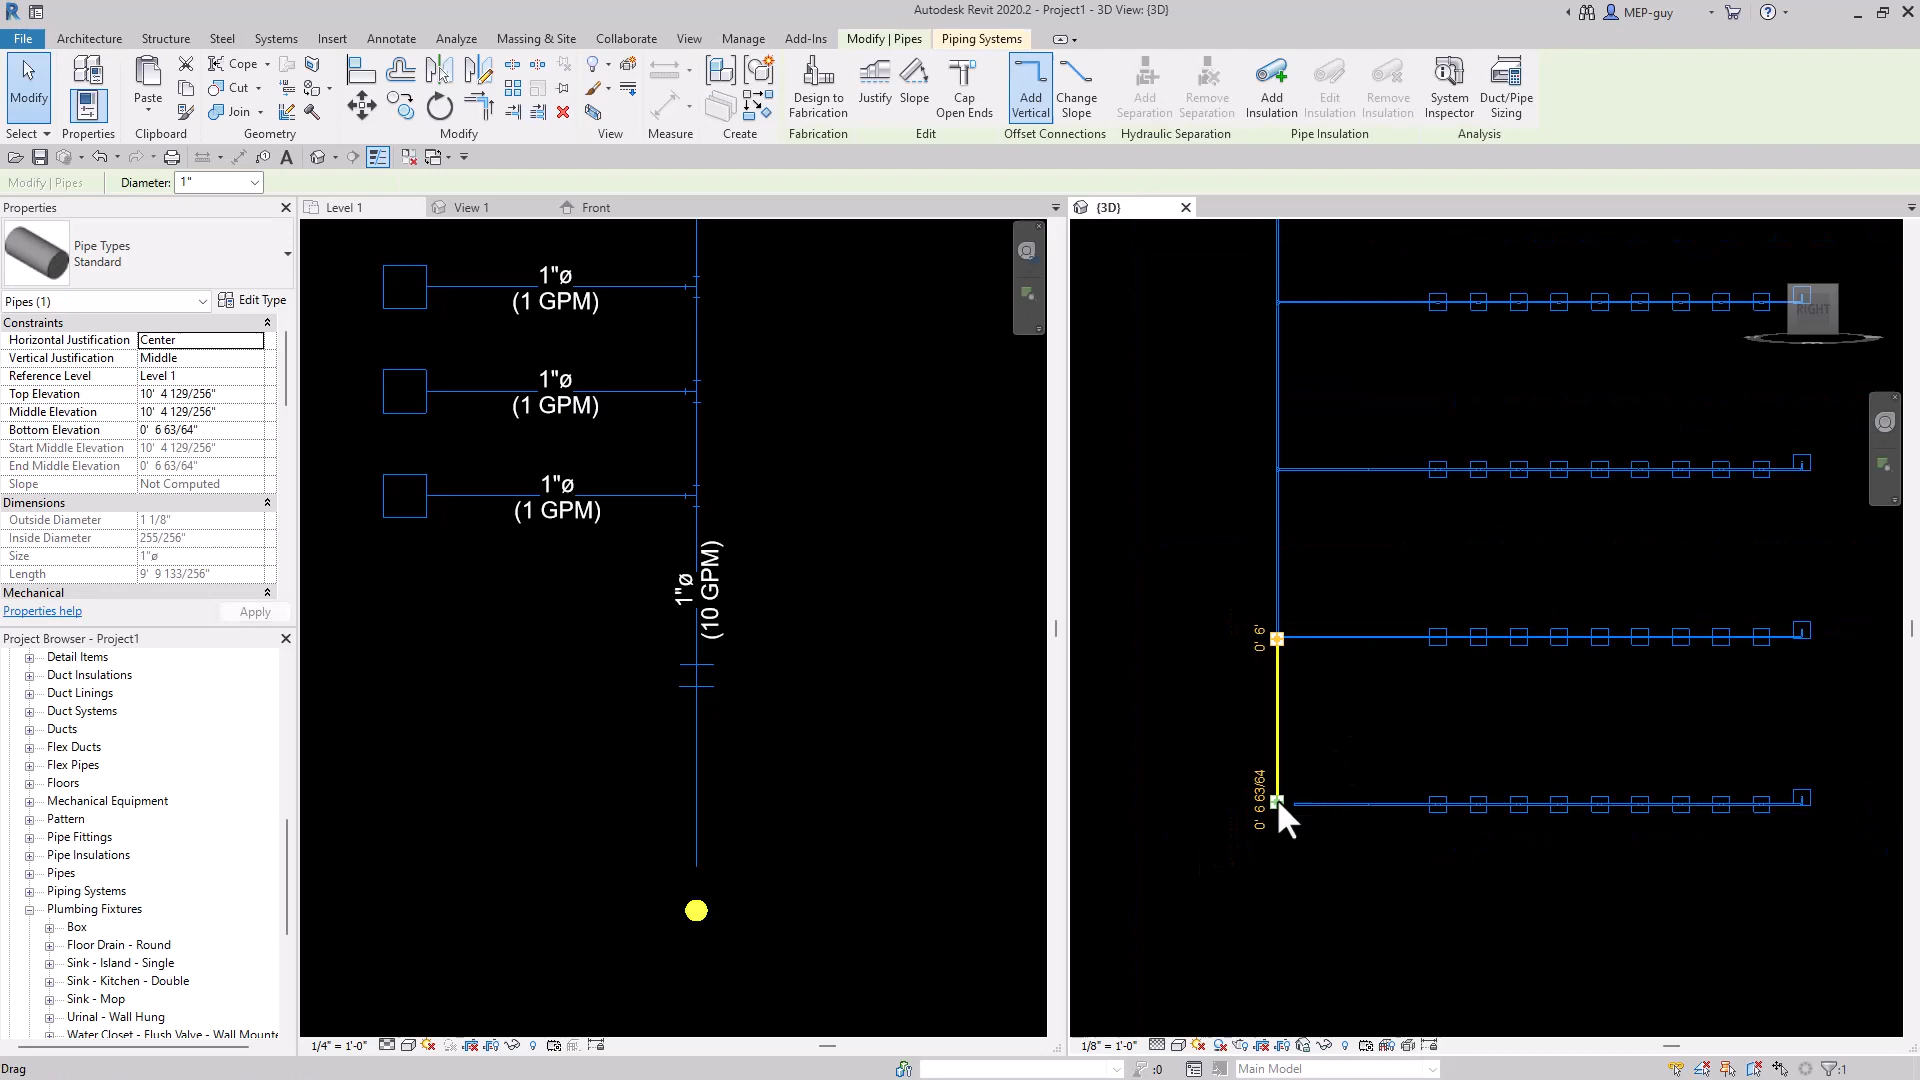 Autodesk Revit 2020.2 - Project1 - 3D View: {3D}
MEP-guy
File Architecture Structure Steel Systems Insert Annotate Analyze Massing & Site Collaborate View Manage Add-Ins Modify | Pipes Piping Systems
Modify Paste Cope Cut Join
Design to Fabrication Justify Slope Cap Open Ends Add Vertical Change Slope Add Separation Remove Separation Add Insulation Edit Insulation Remove Insulation System Inspector Duct/Pipe Sizing
Select Properties Clipboard Geometry Modify View Measure Create Fabrication Edit Offset Connections Hydraulic Separation Pipe Insulation Analysis
Modify | Pipes Diameter: 1"
Properties
Pipe Types
Standard
Pipes (1) Edit Type
Constraints
Horizontal Justification Center
Vertical Justification Middle
Reference Level Level 1
Top Elevation 10' 4 129/256"
Middle Elevation 10' 4 129/256"
Bottom Elevation 0' 6 63/64"
Start Middle Elevation 10' 4 129/256"
End Middle Elevation 0' 6 63/64"
Slope Not Computed
Dimensions
Outside Diameter 1 1/8"
Inside Diameter 255/256"
Size 1"ø
Length 9' 9 133/256"
Mechanical
Properties help Apply
Project Browser - Project1
Detail Items
Duct Insulations
Duct Linings
Duct Systems
Ducts
Flex Ducts
Flex Pipes
Floors
Mechanical Equipment
Pattern
Pipe Fittings
Pipe Insulations
Pipes
Piping Systems
Plumbing Fixtures
Box
Floor Drain - Round
Sink - Island - Single
Sink - Kitchen - Double
Sink - Mop
Urinal - Wall Hung
Water Closet - Flush Valve - Wall Mounte
Level 1 View 1 Front
1"ø
(1 GPM)
1"ø
(1 GPM)
1"ø
(1 GPM)
1"ø
(10 GPM)
1/4" = 1'-0"
{3D}
RIGHT
0' 6'
0' 6 63/64
1/8" = 1'-0"
Drag :0 Main Model :1